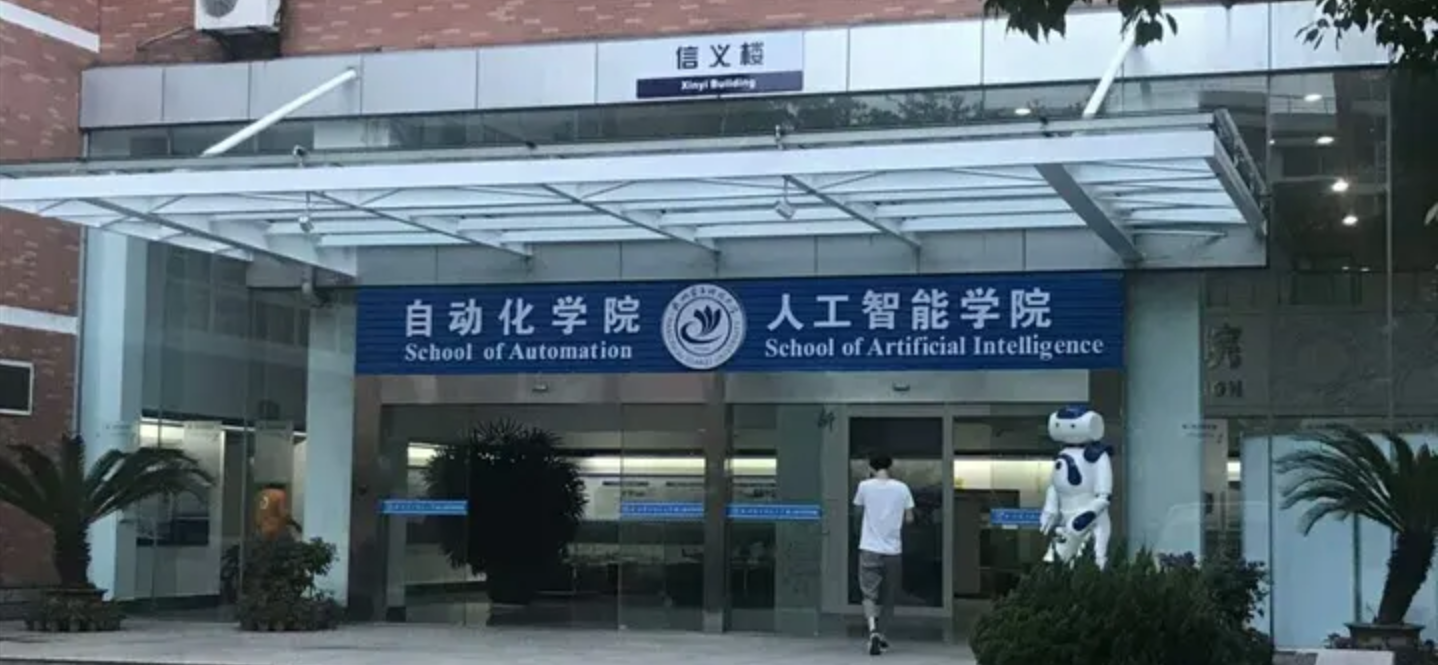 信义楼
Xinyi Building
自动化学院
School of Automation
人工智能学院
School of Artificial Intelligence